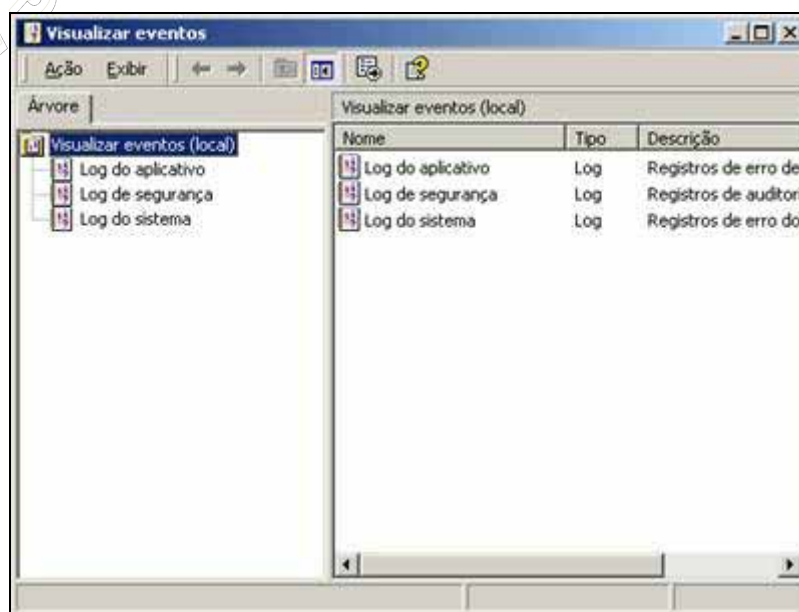 Visualizar eventos
Ação Exibir
Árvore
Visualizar eventos (local)
Visualizar eventos (local)
Log do aplicativo
Log de segurança
Log do sistema
Nome Tipo Descrição
Log do aplicativo Log Registros de erro de
Log de segurança Log Registros de auditor
Log do sistema Log Registros de erro do